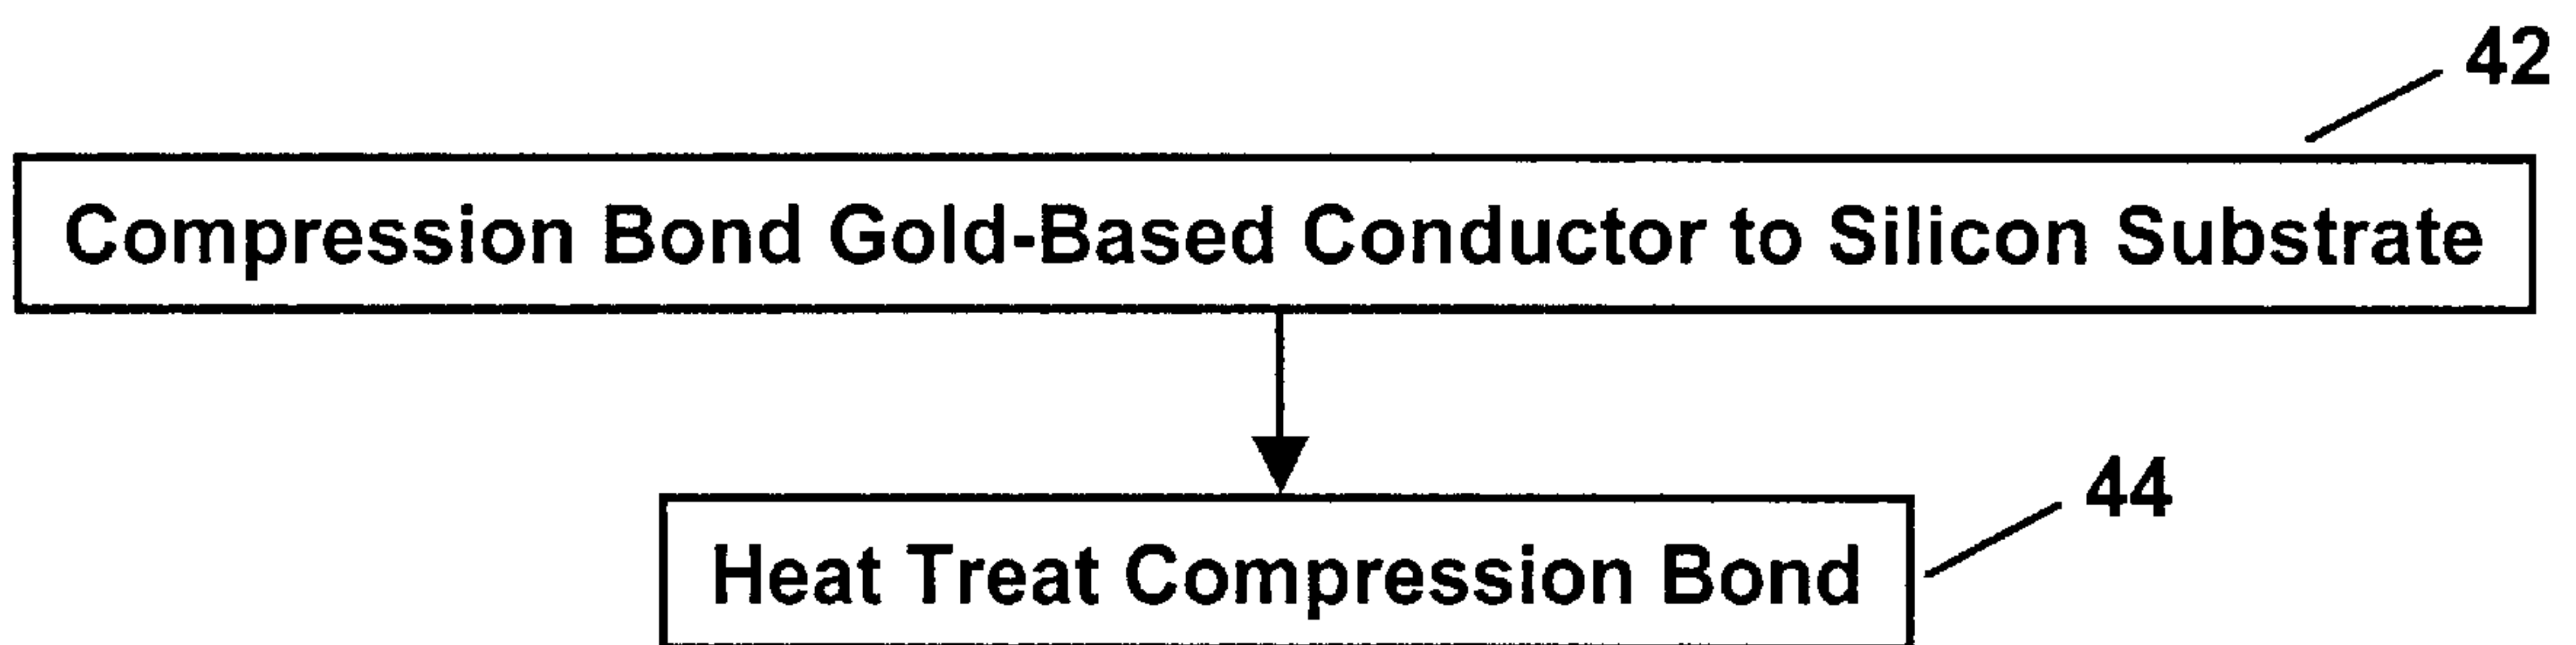 42
Compression Bond Gold-Based Conductor to Silicon Substrate
44
Heat Treat Compression Bond